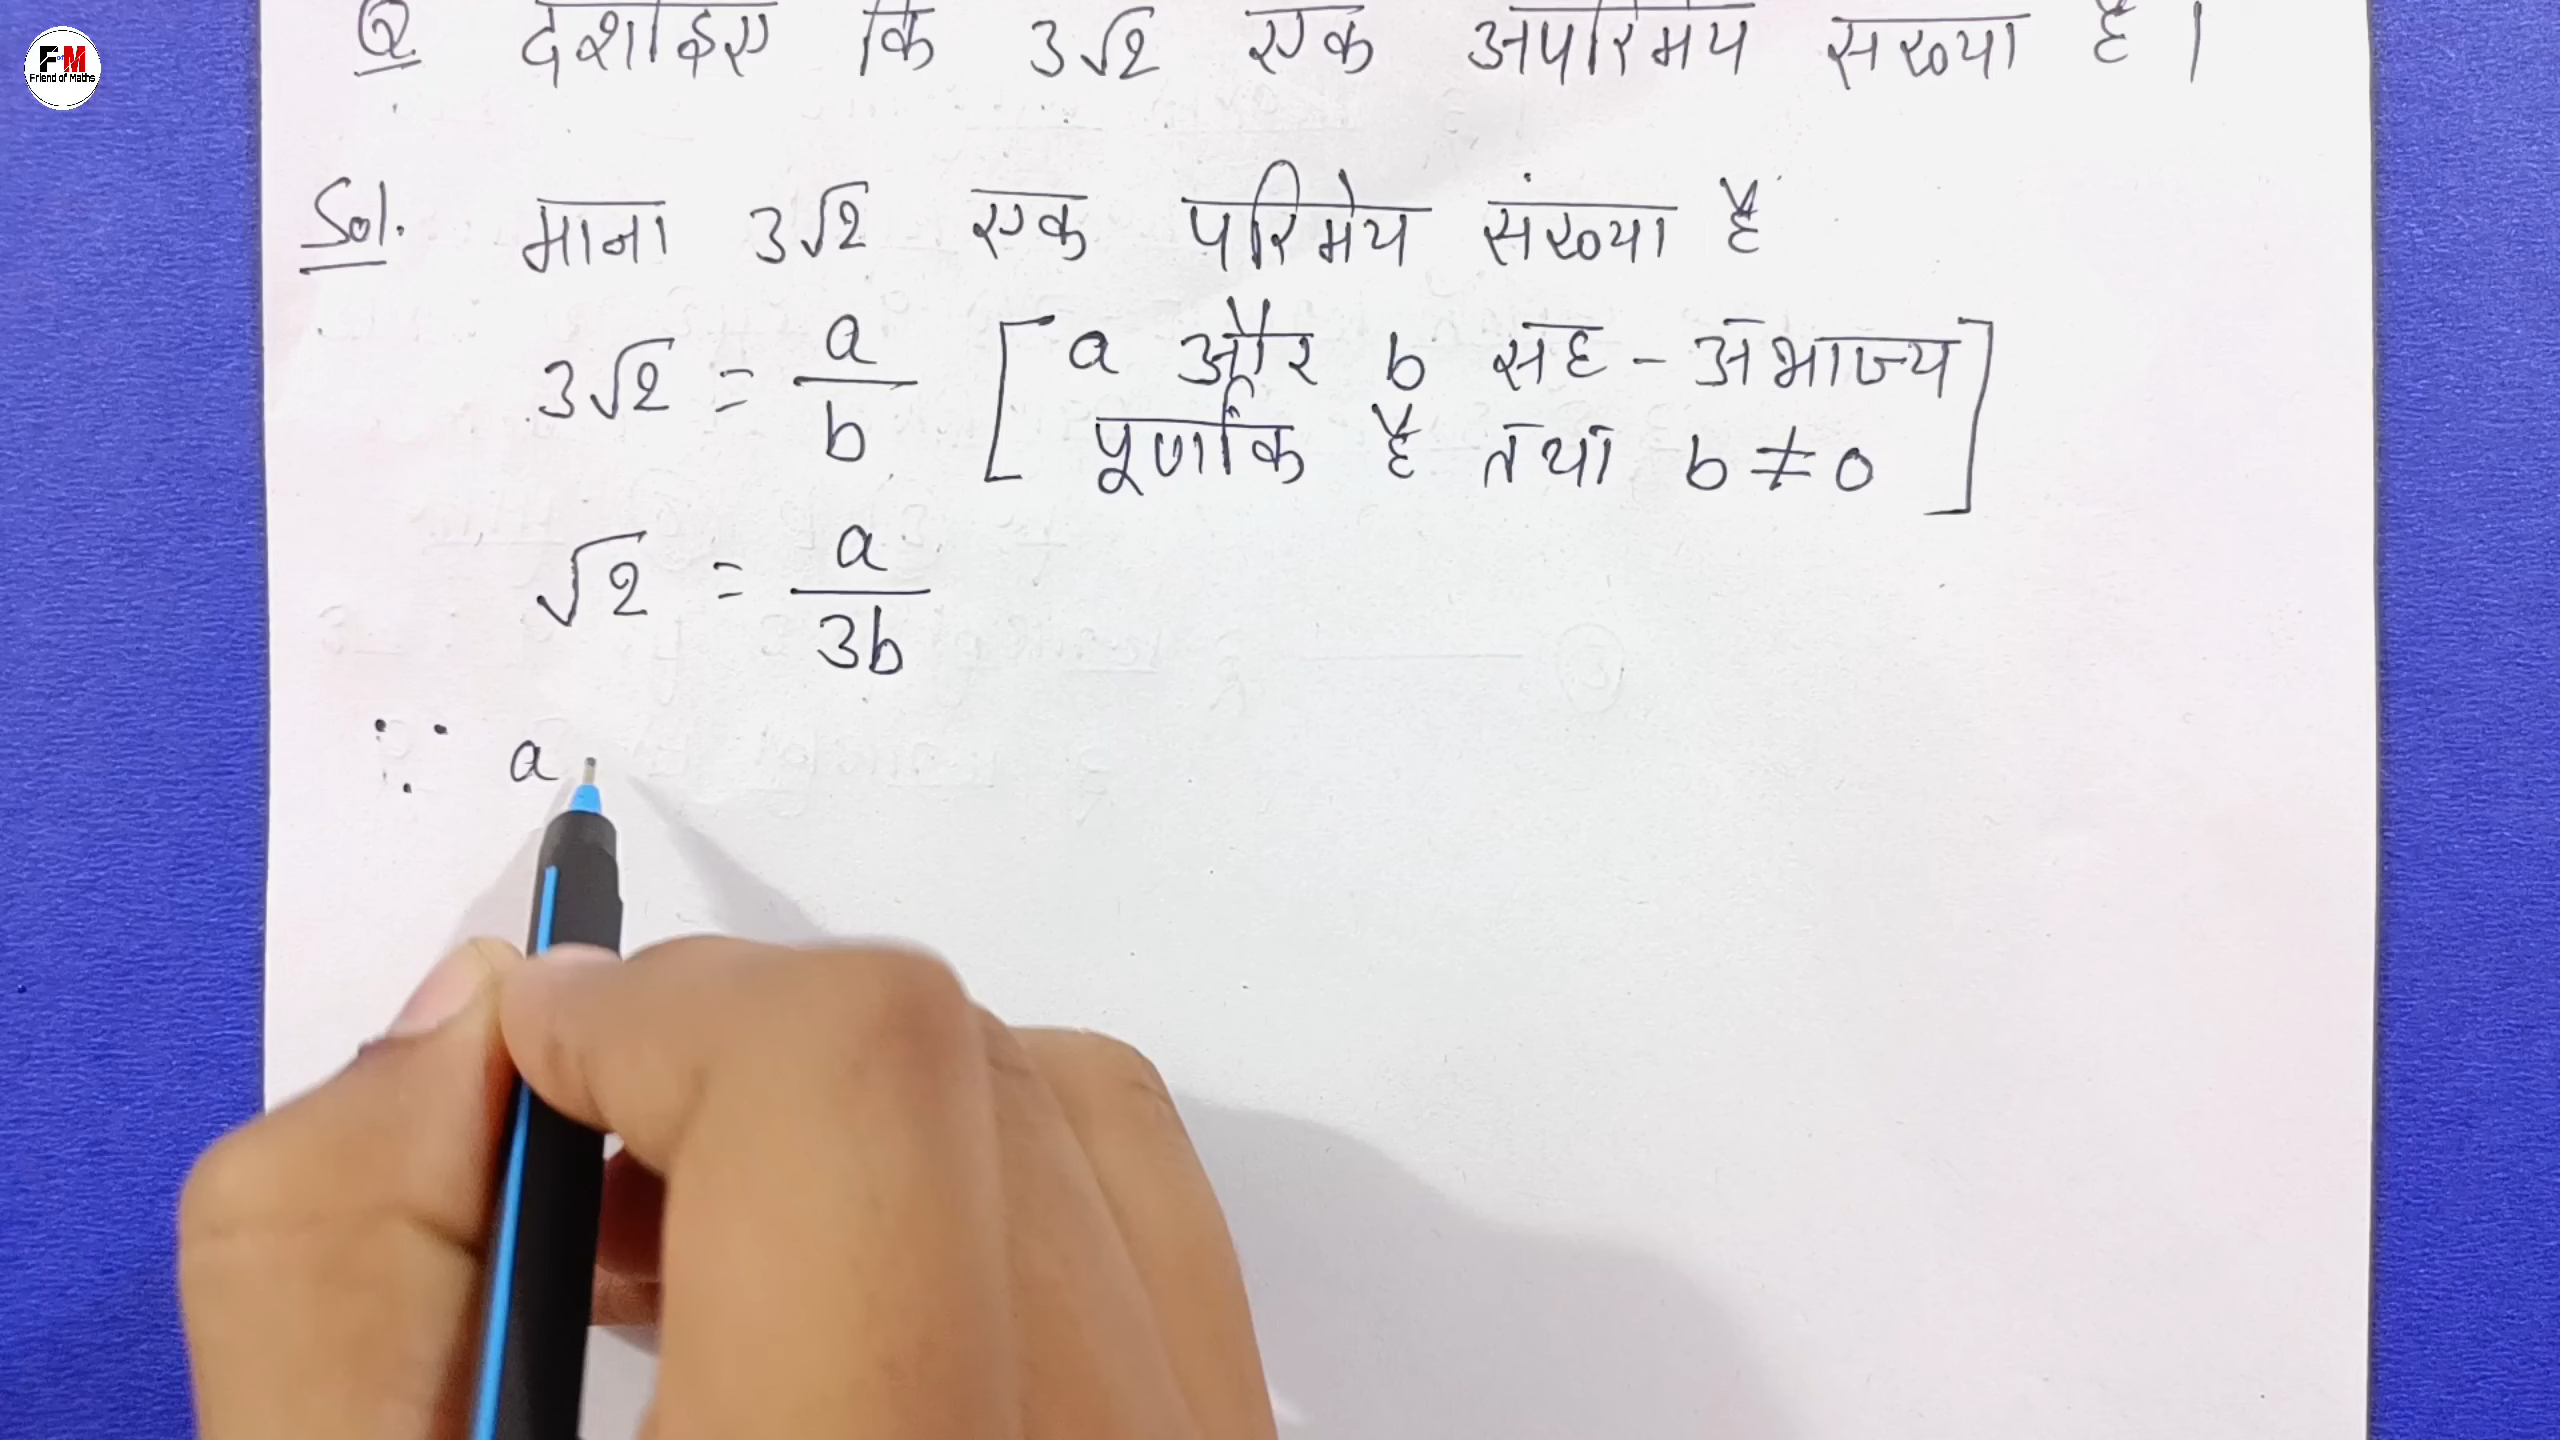 FM
of
Friend of Maths
Q दर्शाइए कि 3√2 एक अपरिमेय संख्या है।
Sol. माना 3√2 एक परिमेय संख्या है
3√2 = a/b [a और b सह-अभाज्य
पूर्णांक है तथा b ≠ 0]
√2 = a/3b
∵ a